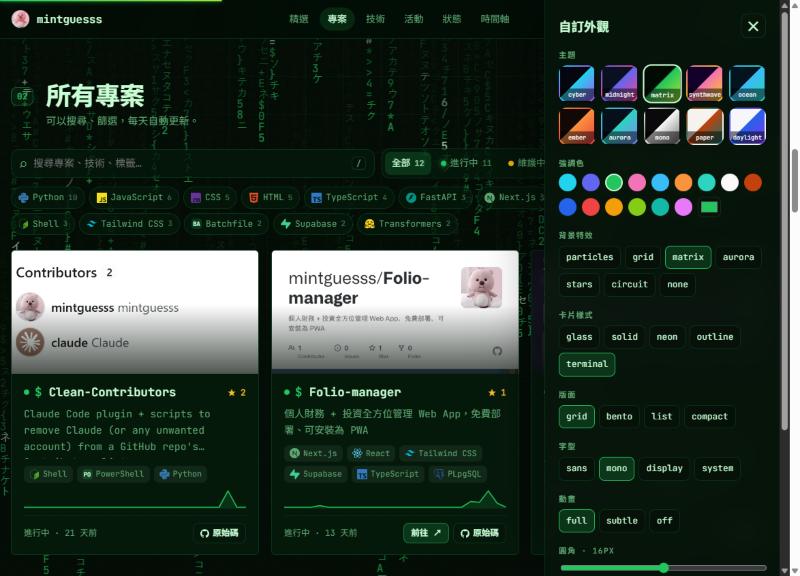 mintguesss
精選
專案
技術
活動
狀態
時間軸
02
所有專案
可以搜尋、篩選，每天自動更新。
搜尋專案、技術、標籤…
/
全部 12
進行中 11
維護中
Python 10
JavaScript 6
CSS 5
HTML 5
TypeScript 4
FastAPI 3
Next.js 3
Shell 3
Tailwind CSS 3
Batchfile 2
Supabase 2
Transformers 2
Contributors 2
mintguesss mintguesss
claude Claude
$ Clean-Contributors
★ 2
Claude Code plugin + scripts to
remove Claude (or any unwanted
account) from a GitHub repo's…
Shell
PowerShell
Python
進行中 · 21 天前
原始碼
mintguesss/Folio-
manager
個人財務 + 投資全方位管理 Web App, 免費部署、可
安裝為 PWA
1
0
1
0
$ Folio-manager
★ 1
個人財務 + 投資全方位管理 Web App，免費部
署、可安裝為 PWA
Next.js
React
Tailwind CSS
Supabase
TypeScript
PLpgSQL
進行中 · 13 天前
前往 ↗
原始碼
自訂外觀
主題
cyber
midnight
matrix
synthwave
ocean
ember
aurora
mono
paper
daylight
強調色
背景特效
particles
grid
matrix
aurora
stars
circuit
none
卡片樣式
glass
solid
neon
outline
terminal
版面
grid
bento
list
compact
字型
sans
mono
display
system
動畫
full
subtle
off
圓角 · 16PX